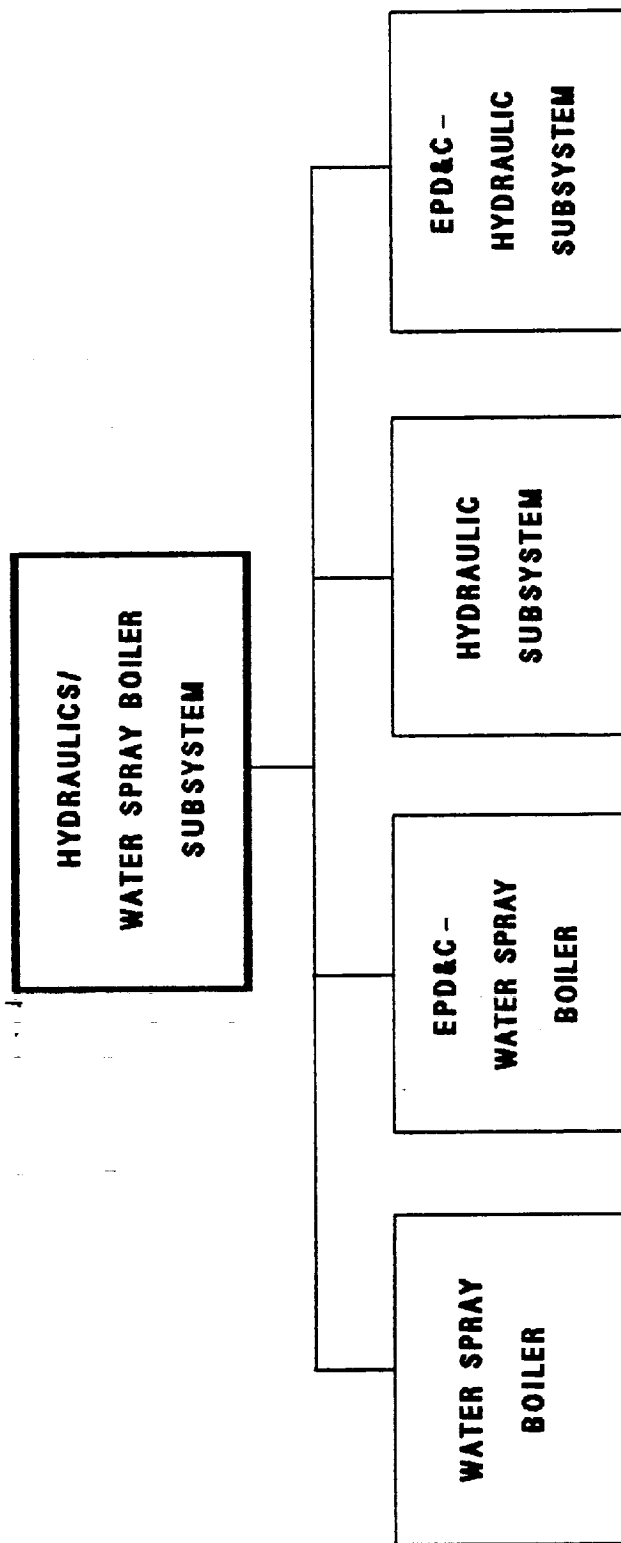 HYDRAULICS/
WATER SPRAY BOILER
SUBSYSTEM
WATER SPRAY
BOILER
EPD&C -
WATER SPRAY
BOILER
HYDRAULIC
SUBSYSTEM
EPD&C -
HYDRAULIC
SUBSYSTEM